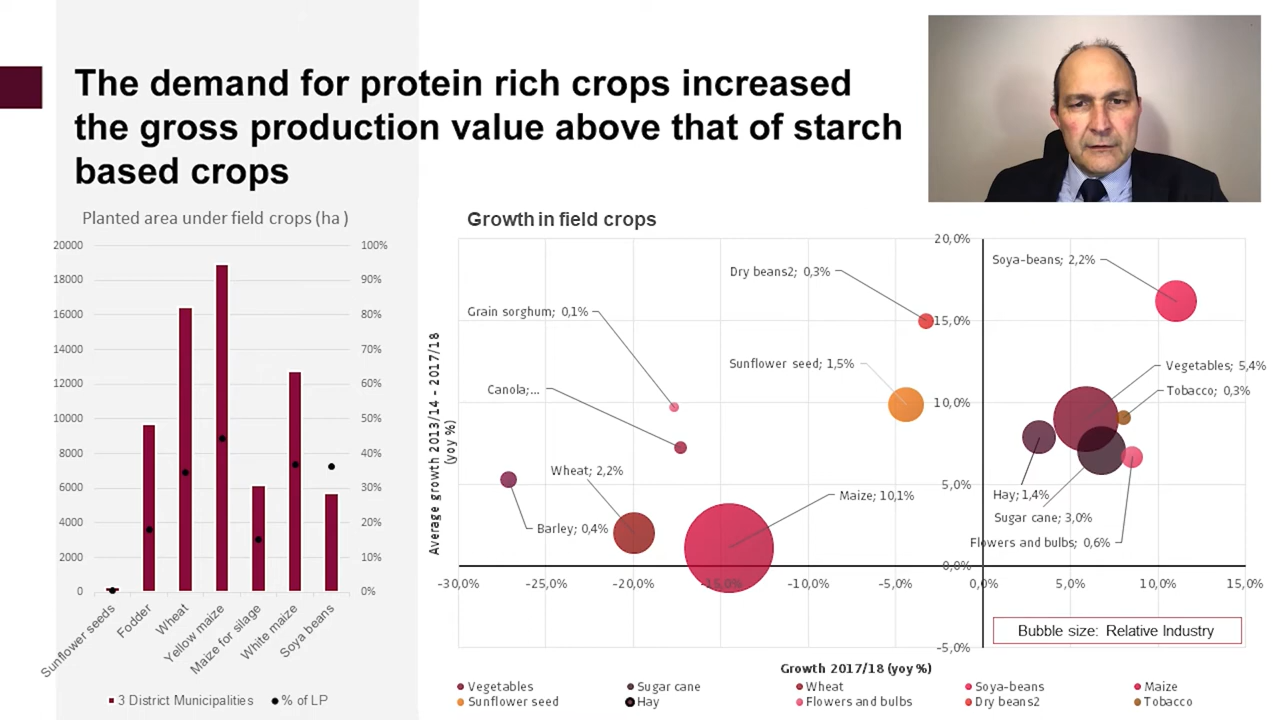 The demand for protein rich crops increased
the gross production value above that of starch
based crops
Planted area under field crops (ha)
20000
18000
16000
14000
12000
10000
8000
6000
4000
2000
0
100%
90%
80%
70%
60%
50%
40%
30%
20%
10%
0%
Sunflower seeds
Fodder
Wheat
Yellow maize
Maize for silage
White maize
Soya beans
3 District Municipalities
% of LP
Growth in field crops
Average growth 2013/14 - 2017/18
(yoy %)
20,0%
15,0%
10,0%
5,0%
0,0%
-5,0%
-30,0%
-25,0%
-20,0%
-15,0%
-10,0%
-5,0%
0,0%
5,0%
10,0%
15,0%
Soya-beans; 2,2%
Dry beans2; 0,3%
Grain sorghum; 0,1%
Sunflower seed; 1,5%
Vegetables; 5,4%
Canola;...
Tobacco; 0,3%
Wheat; 2,2%
Maize; 10,1%
Hay; 1,4%
Sugar cane; 3,0%
Barley; 0,4%
Flowers and bulbs; 0,6%
Bubble size: Relative Industry
Growth 2017/18 (yoy %)
Vegetables
Sugar cane
Wheat
Soya-beans
Maize
Sunflower seed
Hay
Flowers and bulbs
Dry beans2
Tobacco